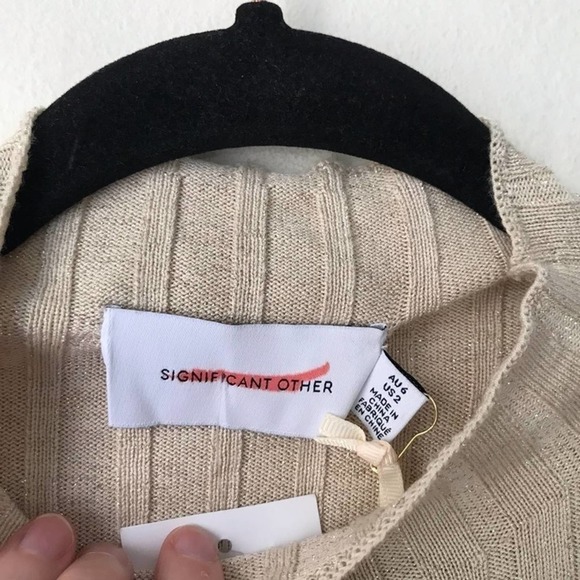 SIGNIFICANT OTHER
AU 6
US 2
MADE IN
CHINA
FABRIQUÉ
EN CHINE